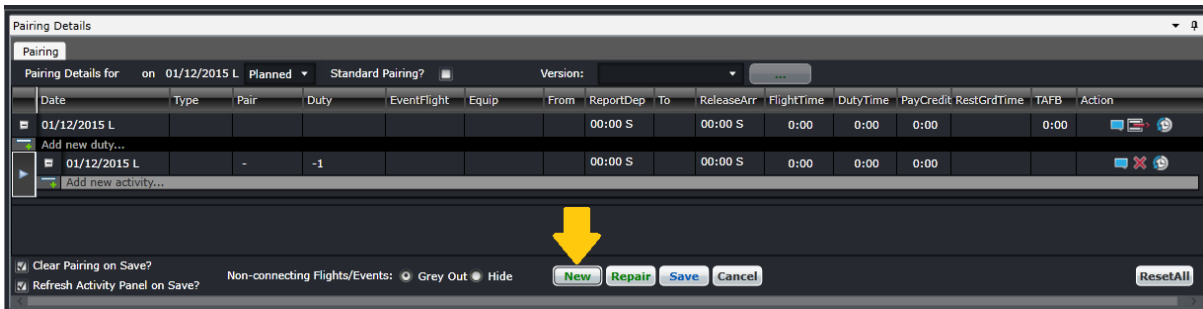 Pairing Details
Pairing
Pairing Details for on 01/12/2015 L Planned Standard Pairing? Version: ...
Date Type Pair Duty EventFlight Equip From ReportDep To ReleaseArr FlightTime DutyTime PayCredit RestGrdTime TAFB Action
01/12/2015 L 00:00 S 00:00 S 0:00 0:00 0:00 0:00
Add new duty...
01/12/2015 L - -1 00:00 S 00:00 S 0:00 0:00 0:00
Add new activity...
Clear Pairing on Save?
Non-connecting Flights/Events: Grey Out Hide New Repair Save Cancel ResetAll
Refresh Activity Panel on Save?